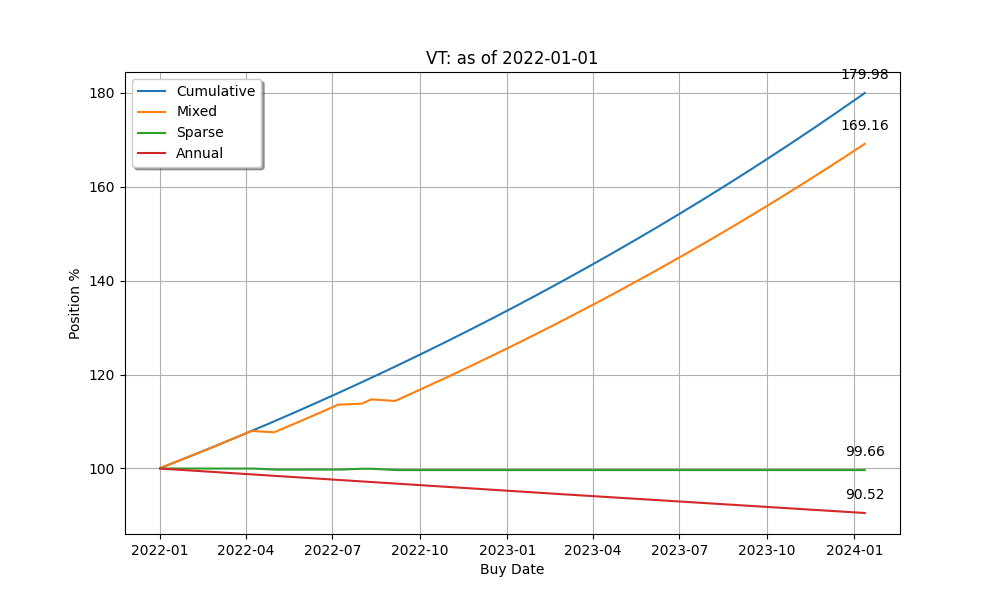 VT: as of 2022-01-01
179.98
180
Cumulative
Mixed
Sparse
Annual
169.16
160
140
120
100
99.66
90.52
Position %
2022-01 2022-04 2022-07 2022-10 2023-01 2023-04 2023-07 2023-10 2024-01
Buy Date